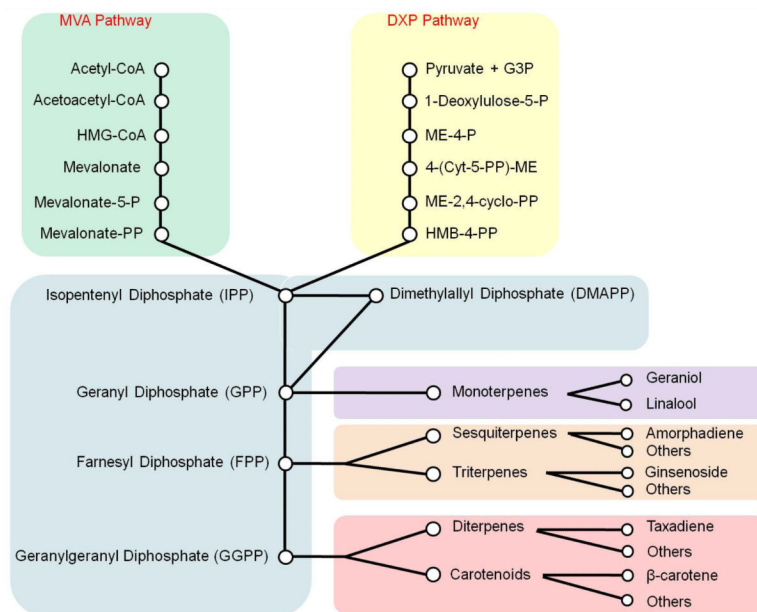 MVA Pathway
Acetyl-CoA
Acetoacetyl-CoA
HMG-CoA
Mevalonate
Mevalonate-5-P
Mevalonate-PP
DXP Pathway
Pyruvate + G3P
1-Deoxylulose-5-P
ME-4-P
4-(Cyt-5-PP)-ME
ME-2,4-cyclo-PP
HMB-4-PP
Isopentenyl Diphosphate (IPP)
Dimethylallyl Diphosphate (DMAPP)
Geranyl Diphosphate (GPP)
Monoterpenes
Geraniol
Linalool
Farnesyl Diphosphate (FPP)
Sesquiterpenes
Amorphadiene
Others
Triterpenes
Ginsenoside
Others
Geranylgeranyl Diphosphate (GGPP)
Diterpenes
Taxadiene
Others
Carotenoids
β-carotene
Others